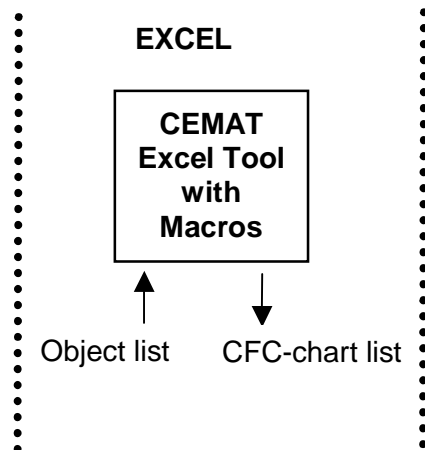 EXCEL
CEMAT
Excel Tool
with
Macros
Object list
CFC-chart list